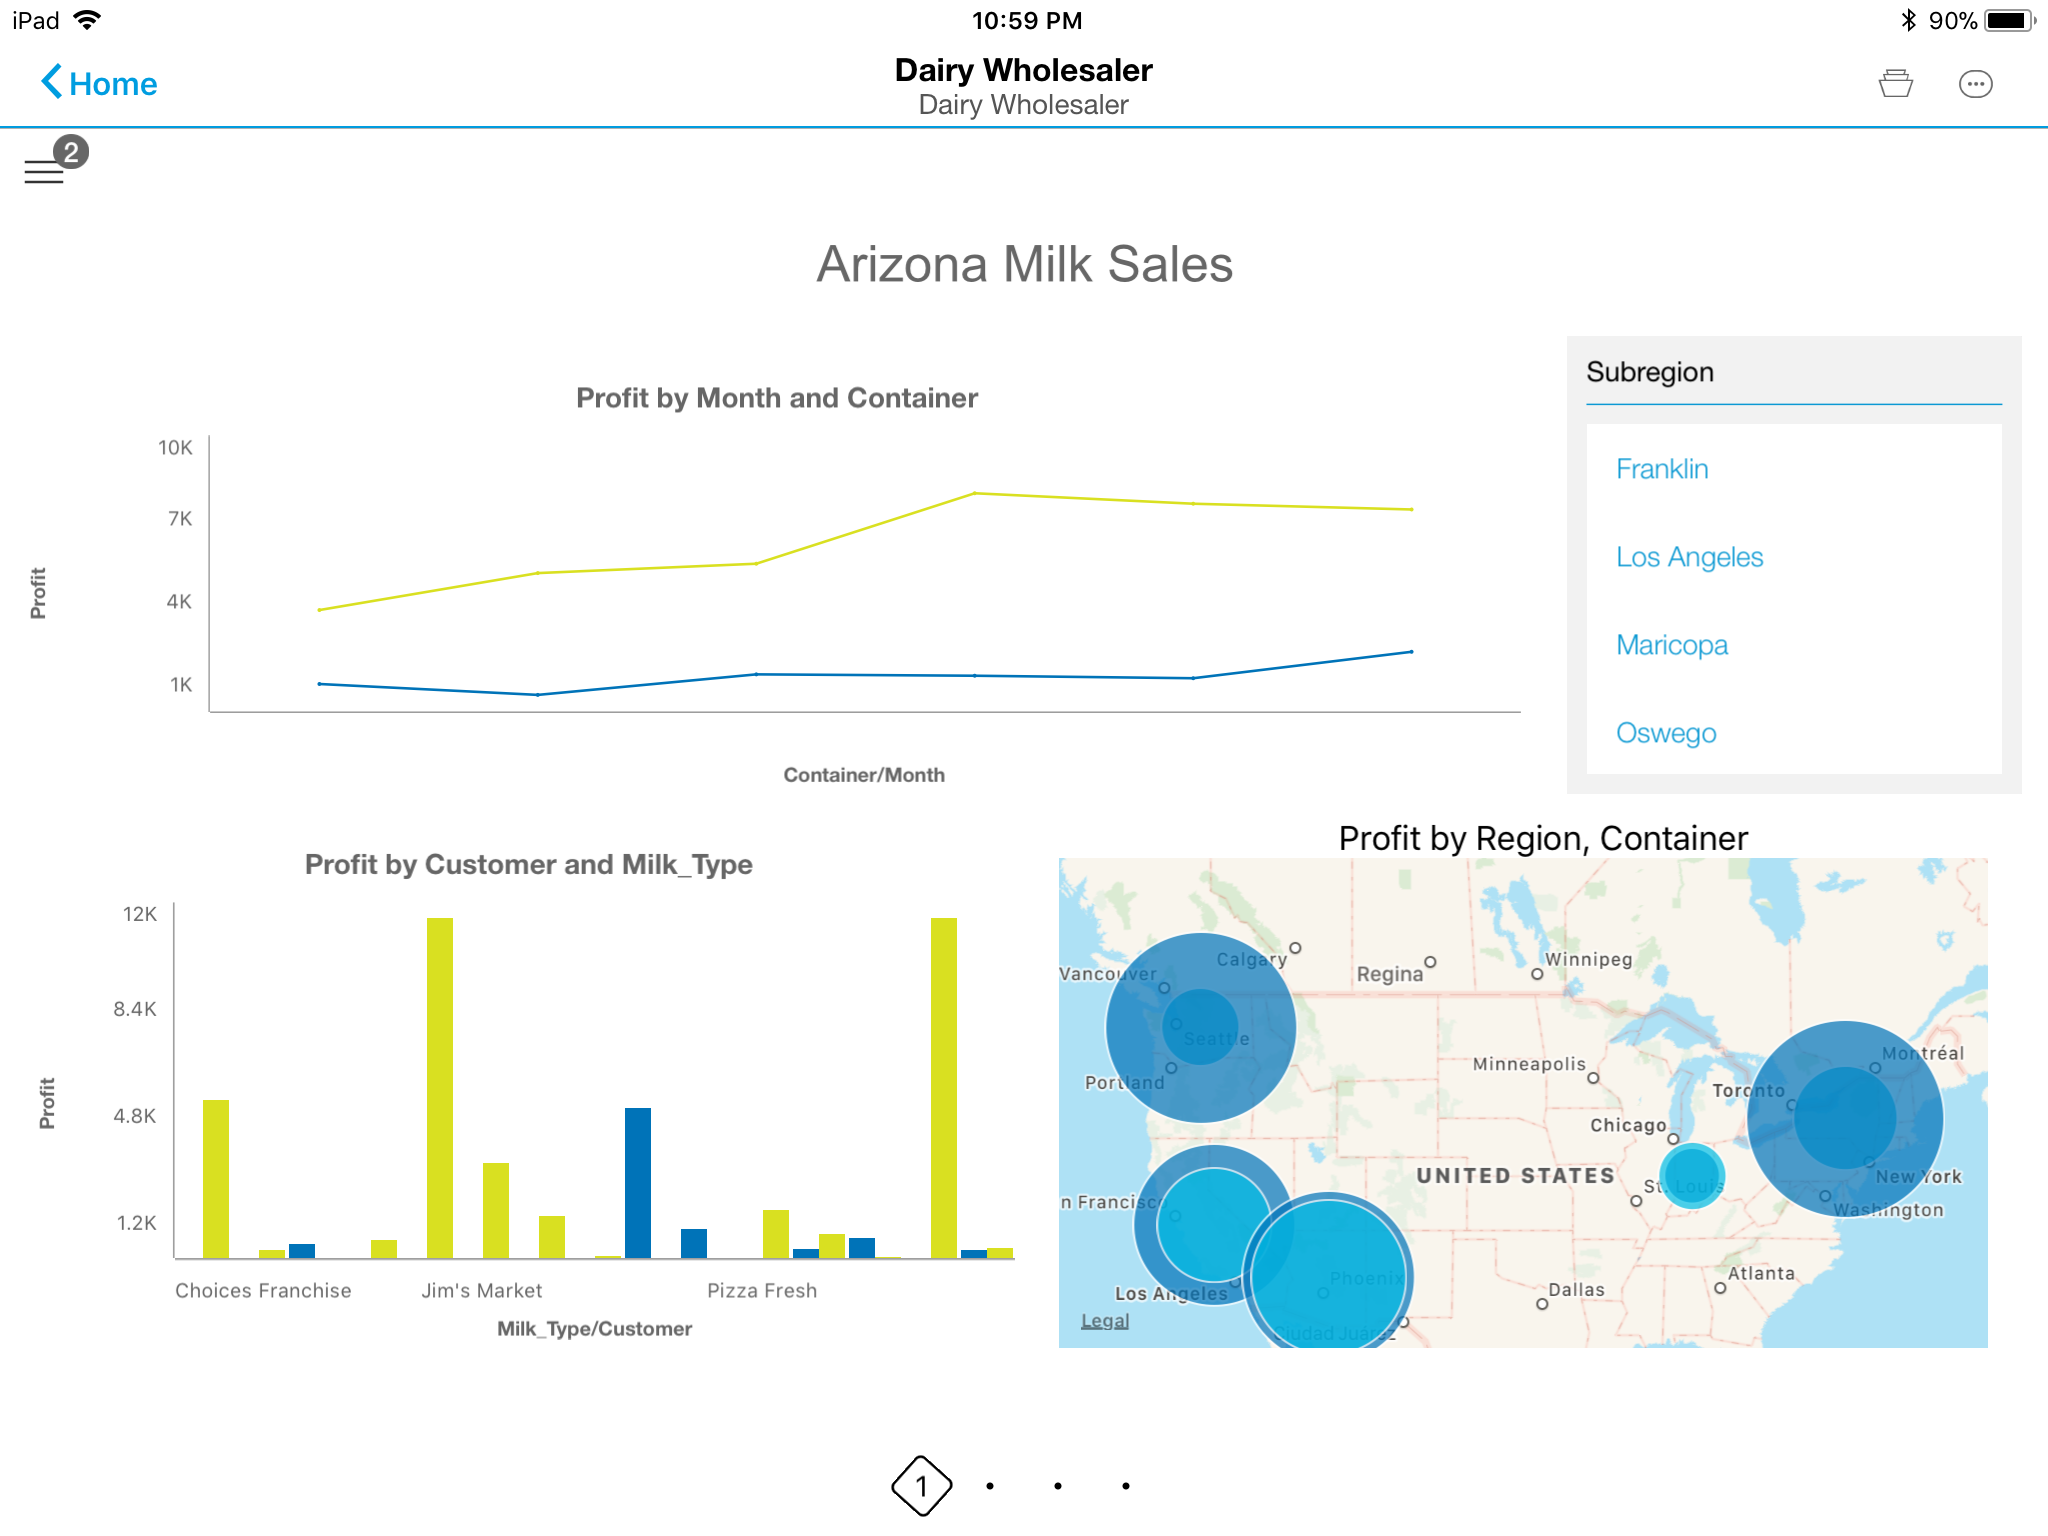 iPad 10:59 PM 90%
Home
Dairy Wholesaler
Dairy Wholesaler
2
Arizona Milk Sales
Profit by Month and Container
10K
7K
4K
1K
Profit
Container/Month
Subregion
Franklin
Los Angeles
Maricopa
Oswego
Profit by Customer and Milk_Type
12K
8.4K
4.8K
1.2K
Profit
Choices Franchise Jim's Market Pizza Fresh
Milk_Type/Customer
Profit by Region, Container
Calgary
Winnipeg
Vancouver
Regina
Seattle
Montréal
Minneapolis
Portland
Toronto
Chicago
UNITED STATES
New York
St. Louis
n Francisco
Washington
Phoenix
Atlanta
Los Angeles
Dallas
Legal
Ciudad Juárez
1